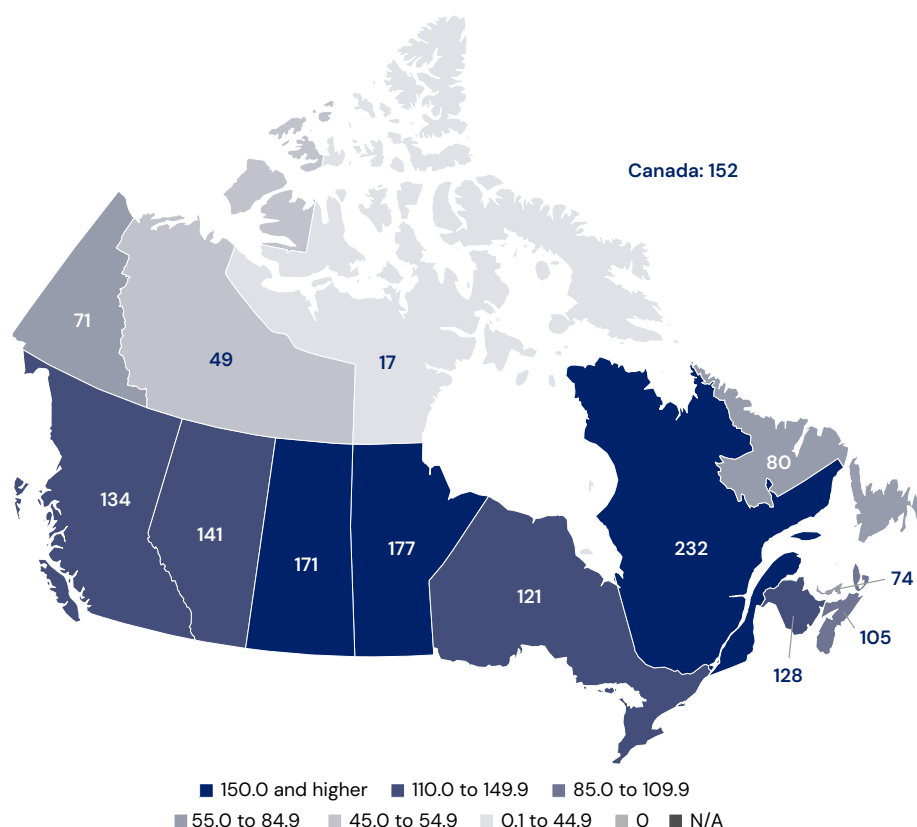 Canada: 152
71
49
17
80
134
141
171
177
232
121
74
105
128
150.0 and higher
110.0 to 149.9
85.0 to 109.9
55.0 to 84.9
45.0 to 54.9
0.1 to 44.9
0
N/A